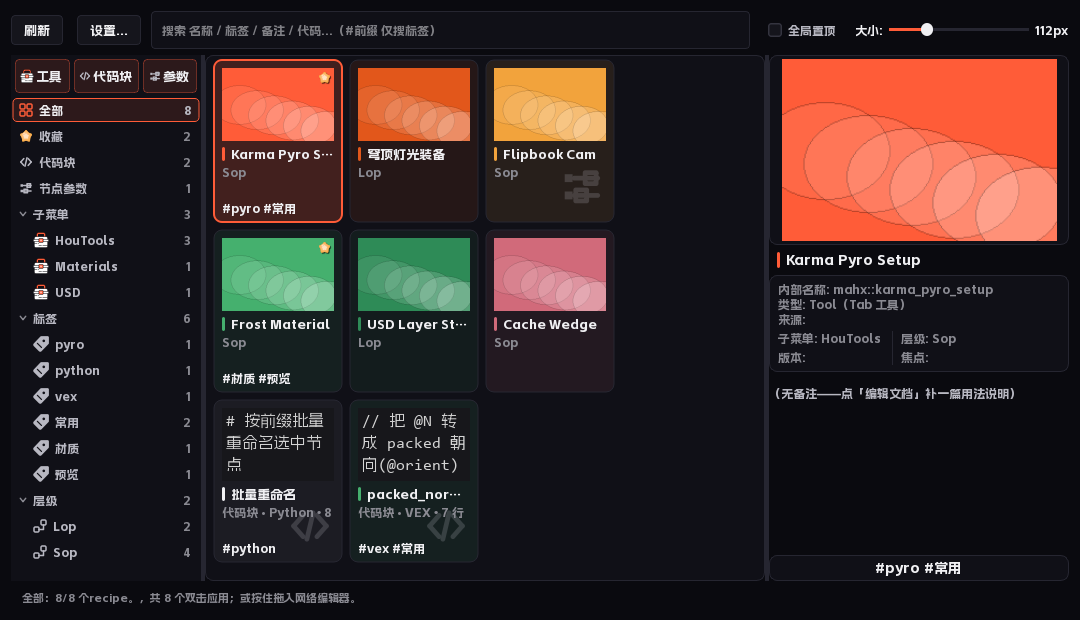 刷新
设置...
搜索 名称 / 标签 / 备注 / 代码... (#前缀 仅搜标签)
全局置顶
大小:
112px
工具
代码块
参数
全部 8
收藏 2
代码块 2
节点参数 1
子菜单 3
HouTools 3
Materials 1
USD 1
标签 6
pyro 1
python 1
vex 1
常用 2
材质 1
预览 1
层级 2
Lop 2
Sop 4
Karma Pyro S···
Sop
#pyro #常用
穹顶灯光装备
Lop
Flipbook Cam
Sop
Frost Material
Sop
#材质 #预览
USD Layer St···
Lop
Cache Wedge
Sop
# 按前缀批量
重命名选中节
点
批量重命名
代码块 • Python • 8
#python
// 把 @N 转
成 packed 朝
向(@orient)
packed_nor···
代码块 • VEX • 7 行
#vex #常用
Karma Pyro Setup
内部名称: mahx::karma_pyro_setup
类型: Tool（Tab 工具）
来源:
子菜单: HouTools
层级: Sop
版本:
焦点:
（无备注——点「编辑文档」补一篇用法说明）
#pyro #常用
全部：8/8 个recipe。，共 8 个双击应用；或按住拖入网络编辑器。